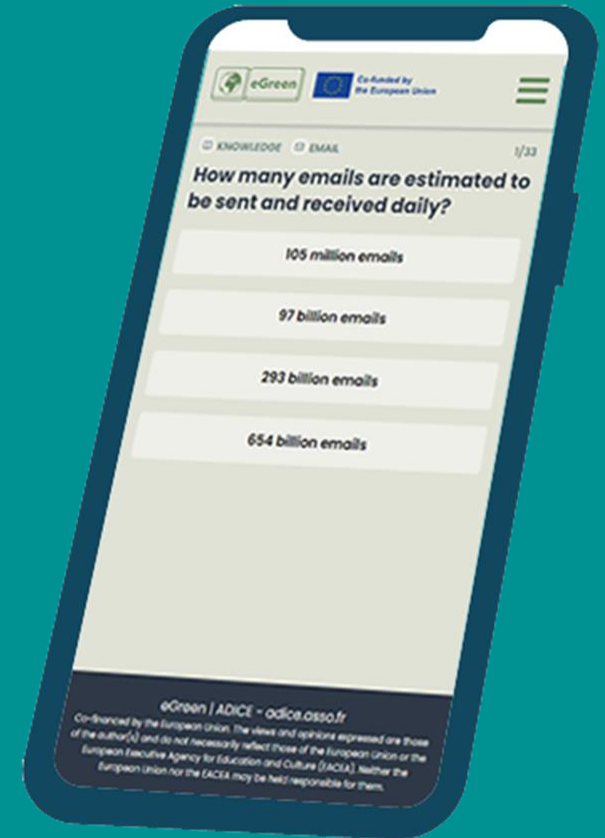 eGreen
Co-funded by
the European Union
KNOWLEDGE EMAIL 1/33
How many emails are estimated to
be sent and received daily?
105 million emails
97 billion emails
293 billion emails
654 billion emails
eGreen | ADICE - adice.asso.fr
Co-financed by the European Union. The views and opinions expressed are those
of the author(s) and do not necessarily reflect those of the European Union or the
European Executive Agency for Education and Culture (EACEA). Neither the
European Union nor the EACEA may be held responsible for them.